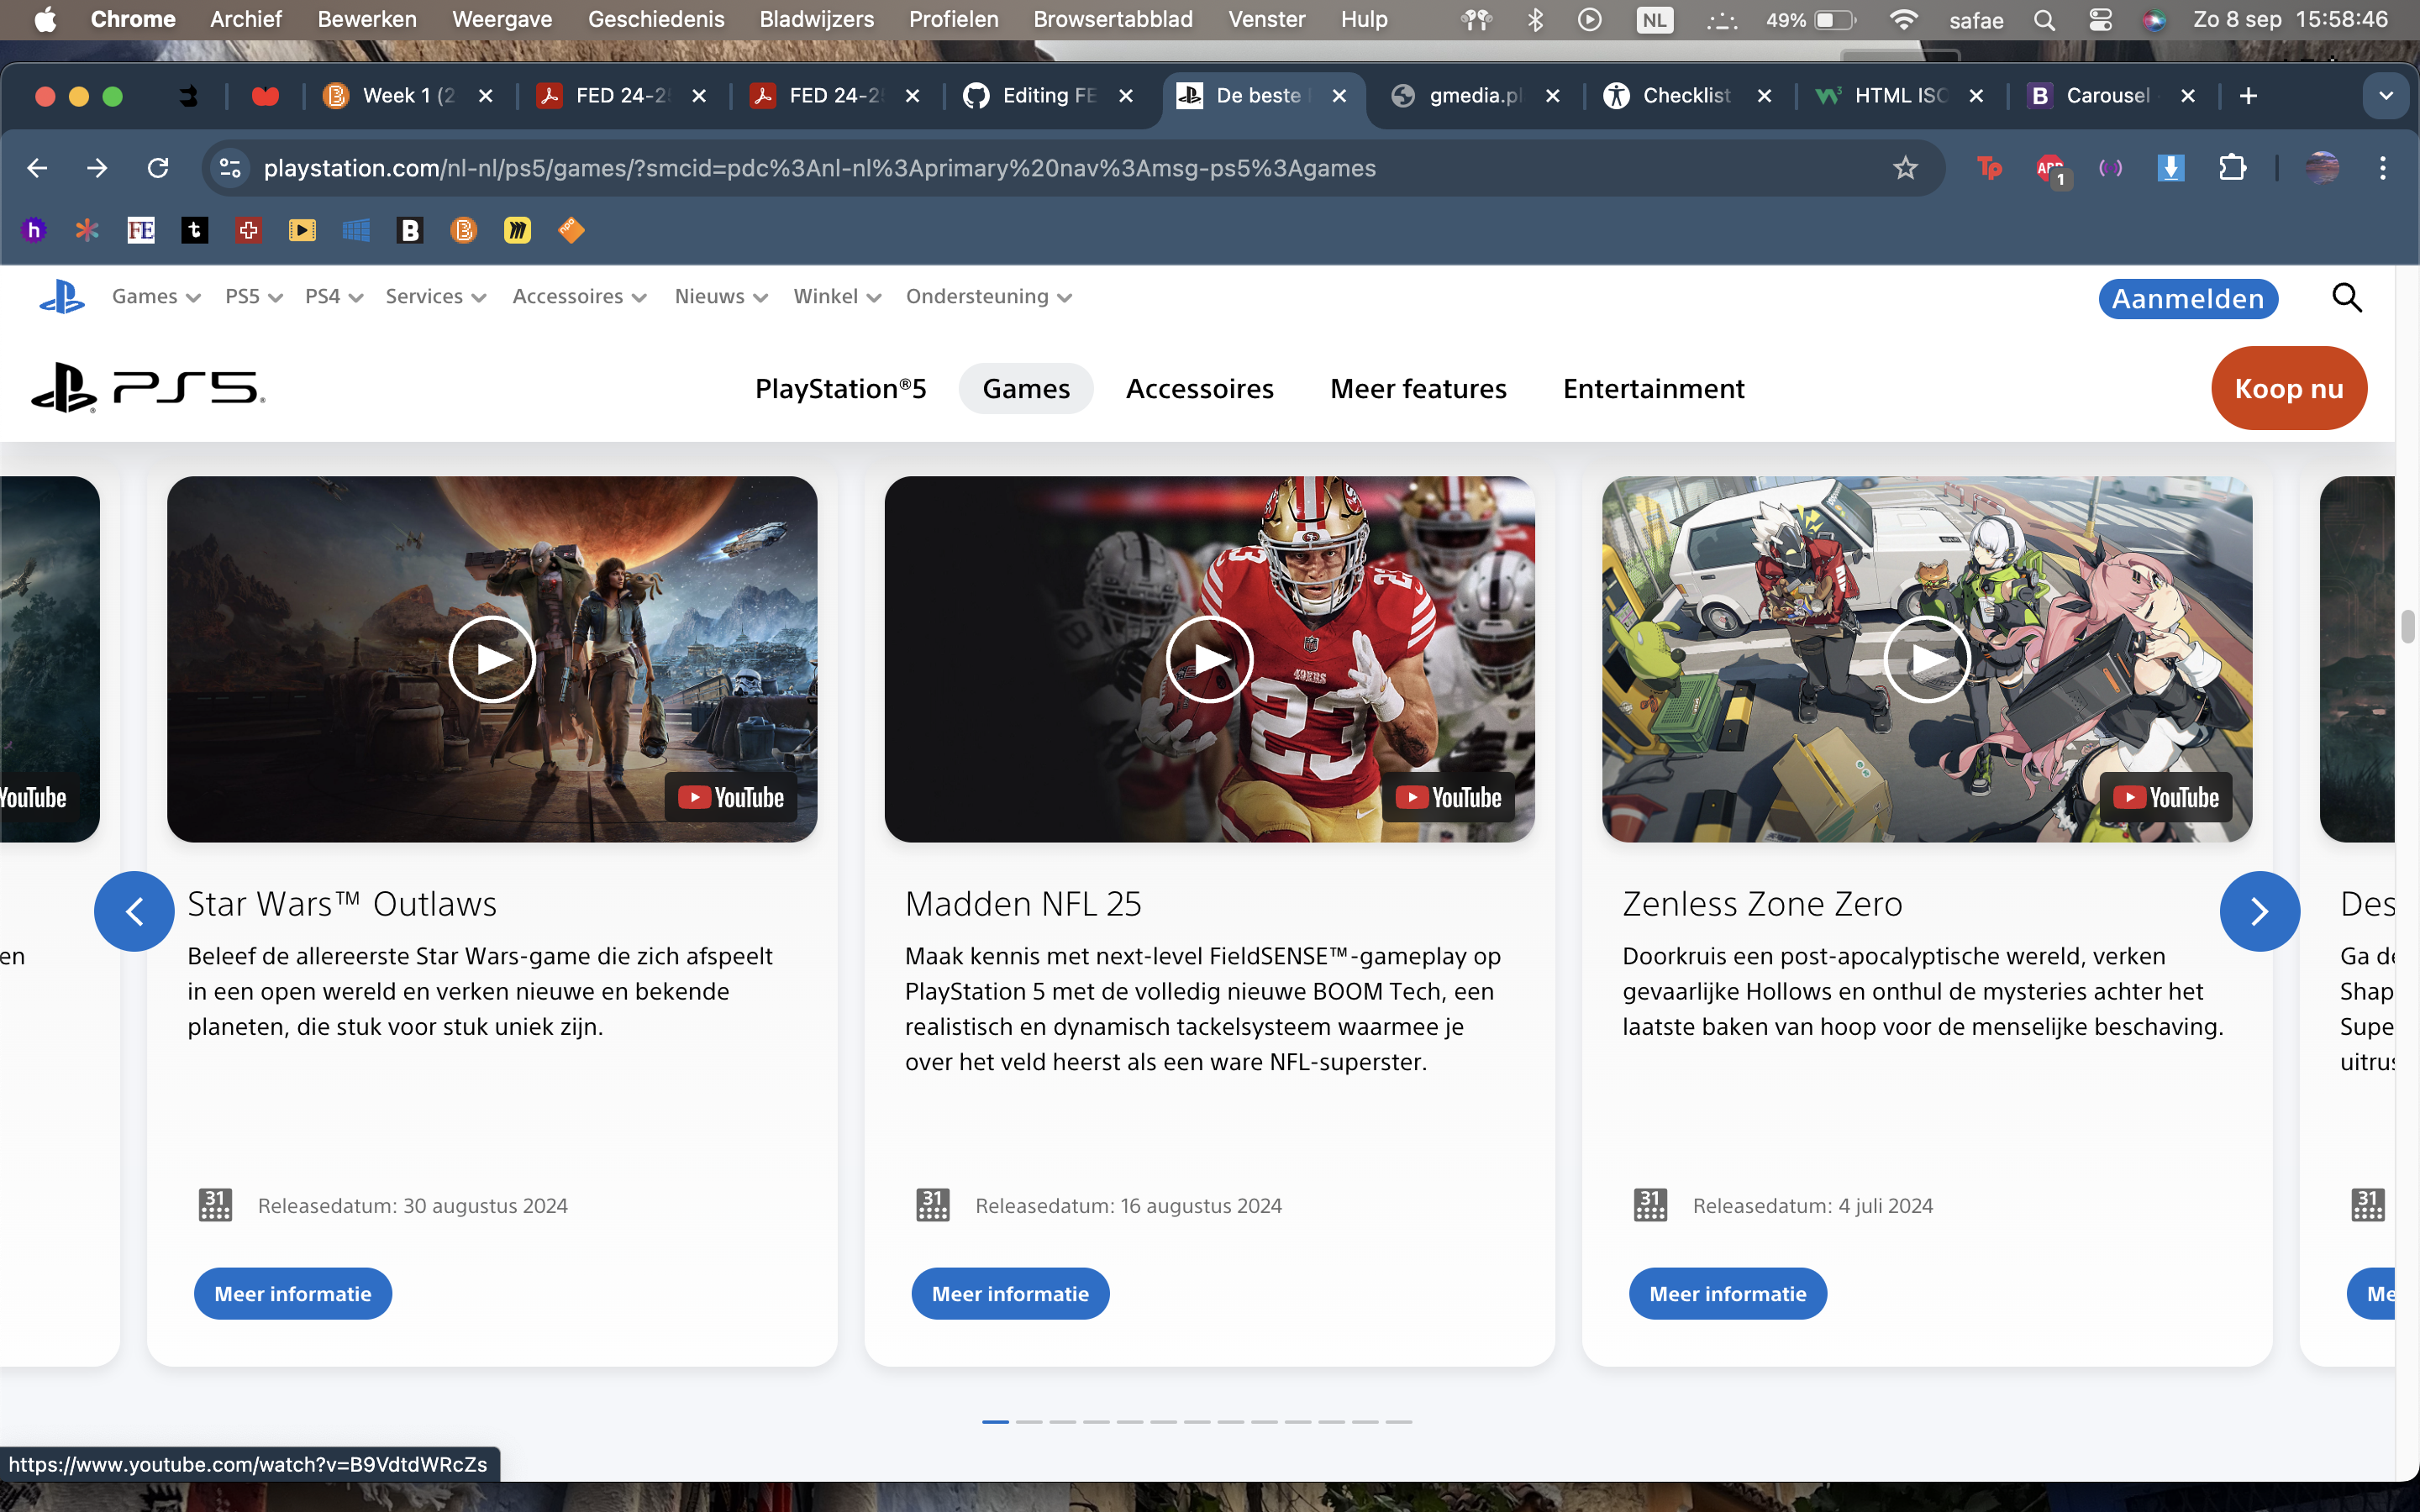 Chrome Archief Bewerken Weergave Geschiedenis Bladwijzers Profielen Browsertabblad Venster Hulp NL 49% safae Zo 8 sep 15:58:46
Week 1 (2 FED 24-2 FED 24-2 Editing FE De beste gmedia.pl Checklist HTML ISO Carousel
playstation.com/nl-nl/ps5/games/?smcid=pdc%3Anl-nl%3Aprimary%20nav%3Amsg-ps5%3Agames Tp ABP 1
h FE t B B npo
Games PS5 PS4 Services Accessoires Nieuws Winkel Ondersteuning Aanmelden
PS5 PlayStation®5 Games Accessoires Meer features Entertainment Koop nu
23
49ERS
23
YouTube YouTube YouTube YouTube
Star Wars™ Outlaws
Beleef de allereerste Star Wars-game die zich afspeelt
in een open wereld en verken nieuwe en bekende
planeten, die stuk voor stuk uniek zijn.
31 Releasedatum: 30 augustus 2024
Meer informatie
Madden NFL 25
Maak kennis met next-level FieldSENSE™-gameplay op
PlayStation 5 met de volledig nieuwe BOOM Tech, een
realistisch en dynamisch tackelsysteem waarmee je
over het veld heerst als een ware NFL-superster.
31 Releasedatum: 16 augustus 2024
Meer informatie
Zenless Zone Zero
Doorkruis een post-apocalyptische wereld, verken
gevaarlijke Hollows en onthul de mysteries achter het
laatste baken van hoop voor de menselijke beschaving.
31 Releasedatum: 4 juli 2024
Meer informatie
en
Des
Ga de
Shap
Supe
uitrus
31
Me
https://www.youtube.com/watch?v=B9VdtdWRcZs